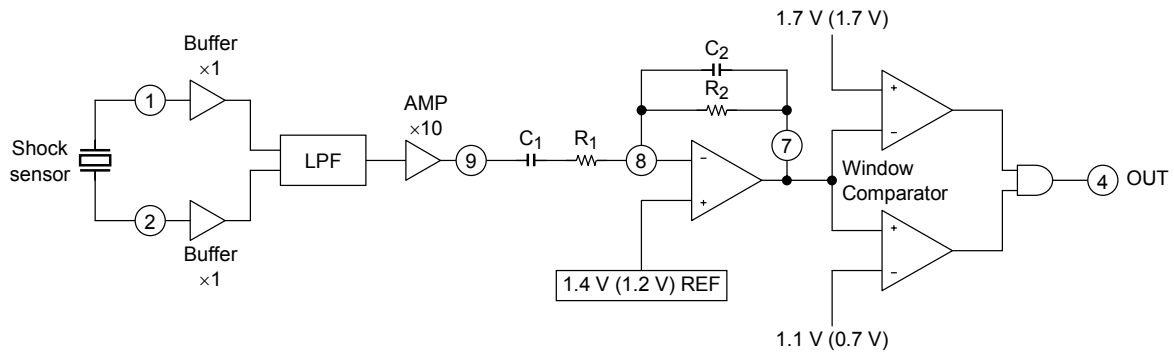 1.7 V (1.7 V)
Buffer
×1
C2
R2
AMP
×10
1
C1
R1
+
−
Shock
sensor
LPF
9
8
−
7
+
Window
Comparator
4
OUT
2
Buffer
×1
+
−
1.4 V (1.2 V) REF
1.1 V (0.7 V)